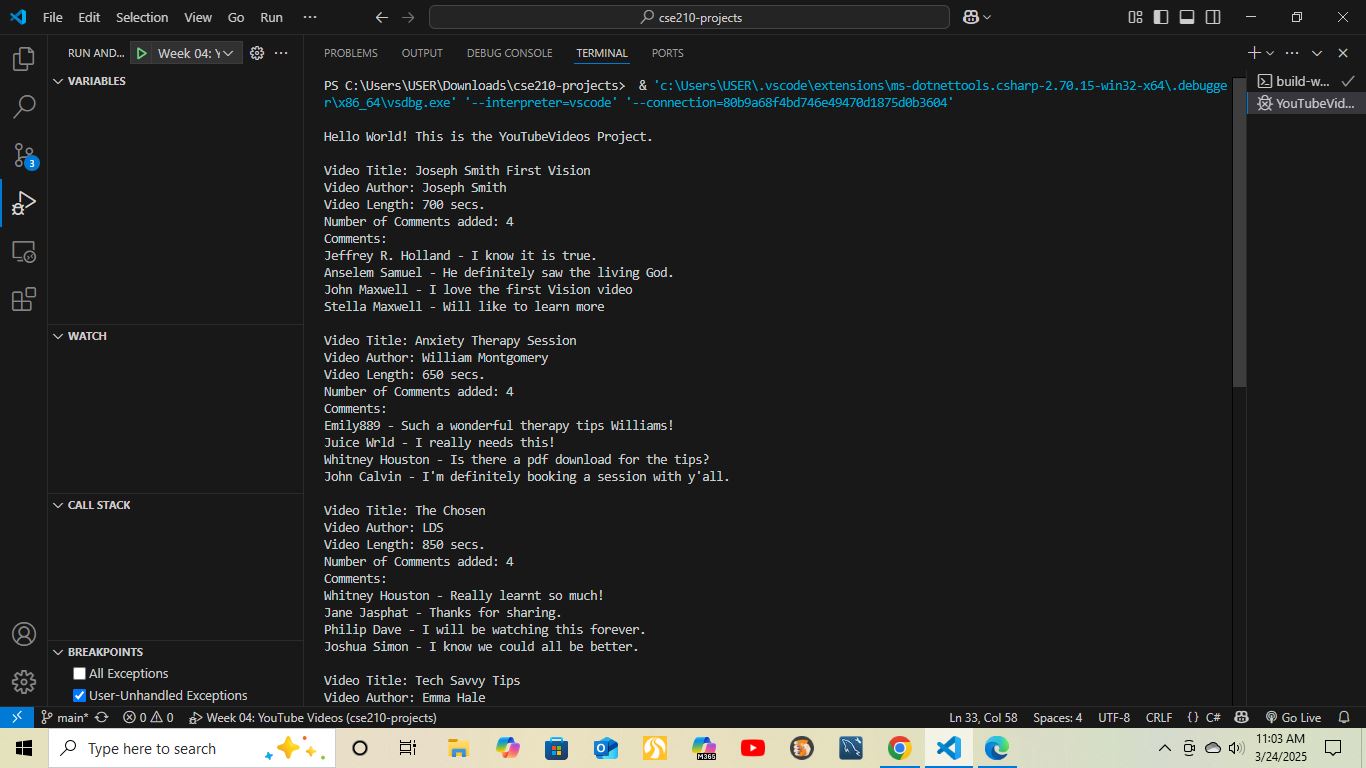 File Edit Selection View Go Run ···
cse210-projects
RUN AND... Week 04: Y
VARIABLES
WATCH
CALL STACK
BREAKPOINTS
All Exceptions
User-Unhandled Exceptions
3
PROBLEMS OUTPUT DEBUG CONSOLE TERMINAL PORTS
PS C:\Users\USER\Downloads\cse210-projects>  & 'c:\Users\USER\.vscode\extensions\ms-dotnettools.csharp-2.70.15-win32-x64\.debugge
r\x86_64\vsdbg.exe' '--interpreter=vscode' '--connection=80b9a68f4bd746e49470d1875d0b3604'
Hello World! This is the YouTubeVideos Project.
Video Title: Joseph Smith First Vision
Video Author: Joseph Smith
Video Length: 700 secs.
Number of Comments added: 4
Comments:
Jeffrey R. Holland - I know it is true.
Anselem Samuel - He definitely saw the living God.
John Maxwell - I love the first Vision video
Stella Maxwell - Will like to learn more
Video Title: Anxiety Therapy Session
Video Author: William Montgomery
Video Length: 650 secs.
Number of Comments added: 4
Comments:
Emily889 - Such a wonderful therapy tips Williams!
Juice Wrld - I really needs this!
Whitney Houston - Is there a pdf download for the tips?
John Calvin - I'm definitely booking a session with y'all.
Video Title: The Chosen
Video Author: LDS
Video Length: 850 secs.
Number of Comments added: 4
Comments:
Whitney Houston - Really learnt so much!
Jane Jasphat - Thanks for sharing.
Philip Dave - I will be watching this forever.
Joshua Simon - I know we could all be better.
Video Title: Tech Savvy Tips
Video Author: Emma Hale
build-w...
YouTubeVid...
main* 0 0 Week 04: YouTube Videos (cse210-projects) Ln 33, Col 58 Spaces: 4 UTF-8 CRLF {} C# Go Live
Type here to search
M365
11:03 AM
3/24/2025